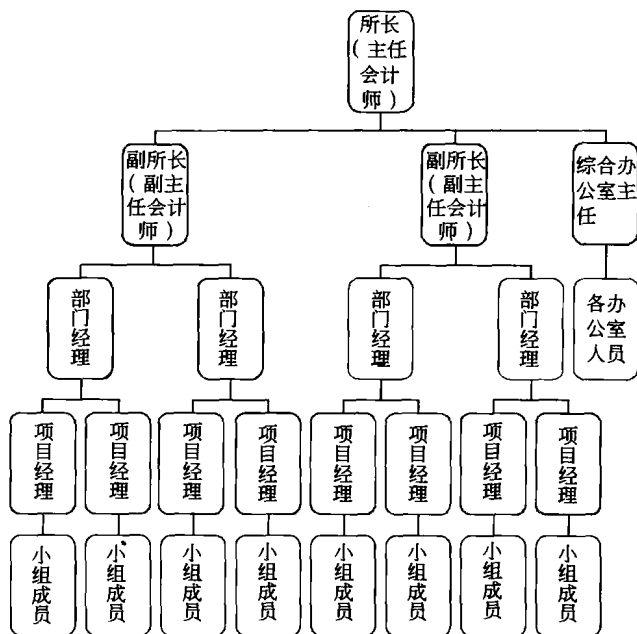 所长
(主任
会计
师)
副所长
(副主
任会计
师)
副所长
(副主
任会计
师)
综合办
公室主
任
部门经理
部门经理
部门经理
部门经理
各办
公室
人员
项目经理
项目经理
项目经理
项目经理
项目经理
项目经理
项目经理
项目经理
小组成员
小组成员
小组成员
小组成员
小组成员
小组成员
小组成员
小组成员